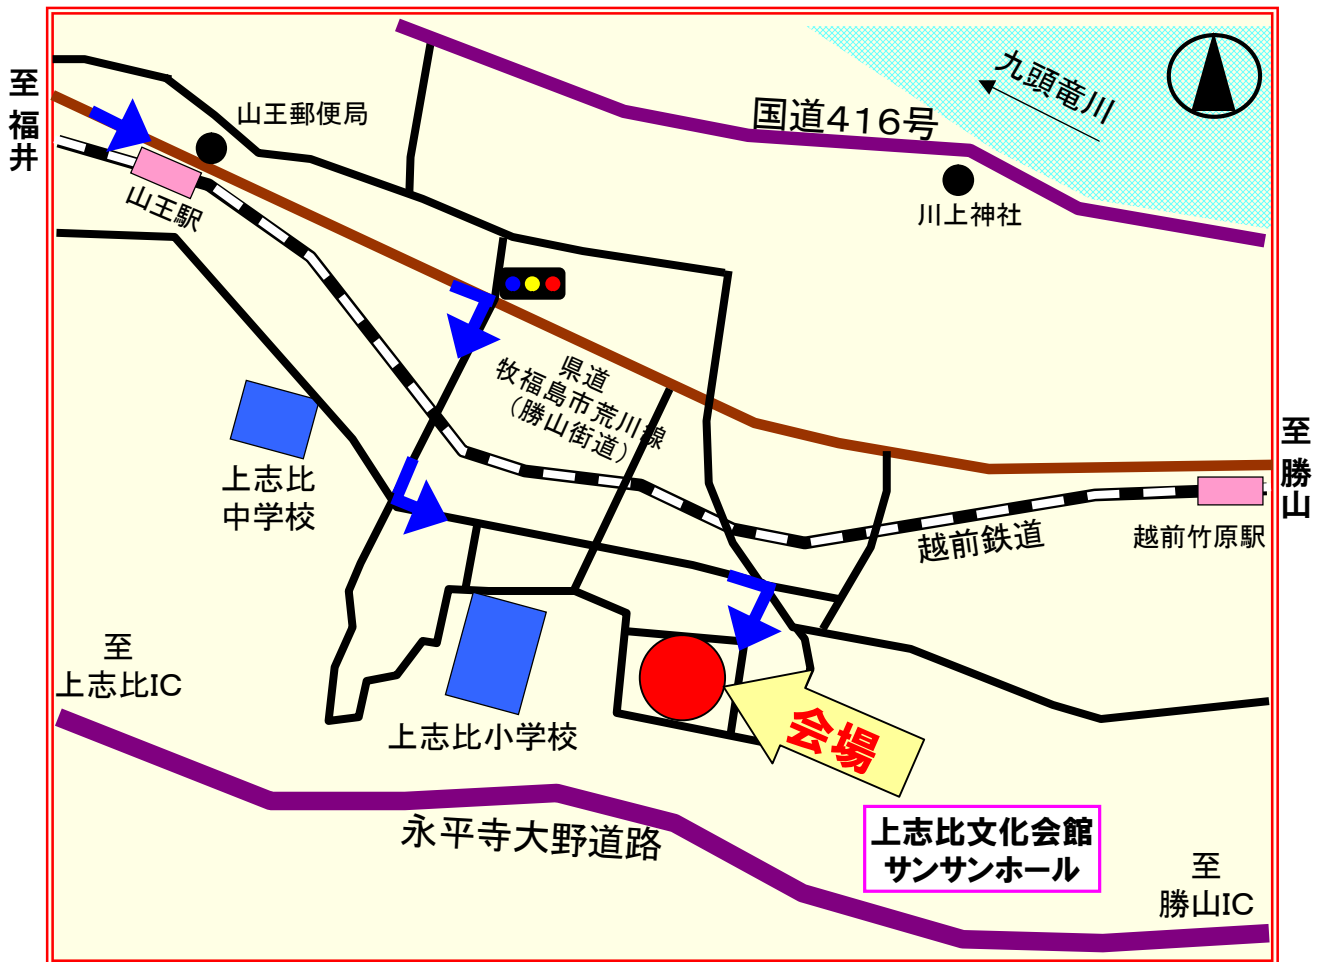 至
福
井
山王郵便局
山王駅
国道416号
九頭竜川
川上神社
県道
牧福島市荒川線
（勝山街道）
上志比
中学校
至
勝
山
越前鉄道
越前竹原駅
至
上志比IC
上志比小学校
会場
永平寺大野道路
上志比文化会館
サンサンホール
至
勝山IC